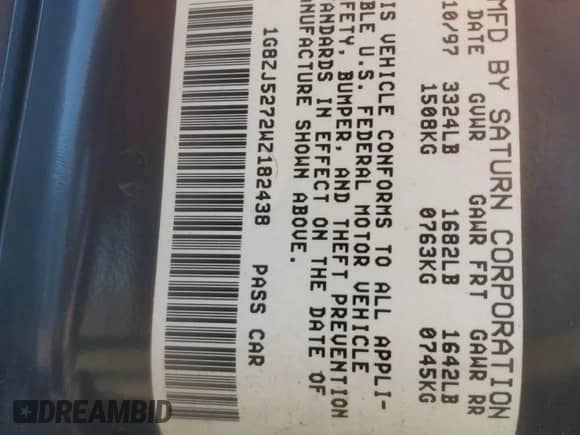 MFD BY SATURN CORPORATION
DATE GVWR GAWR FRT GAWR RR
10/97 3324LB 1682LB 1642LB
1508KG 0763KG 0745KG
IS VEHICLE CONFORMS TO ALL APPLI-
BLE U.S. FEDERAL MOTOR VEHICLE
FETY, BUMPER, AND THEFT PREVENTION
ANDARDS IN EFFECT ON THE DATE OF
NUFACTURE SHOWN ABOVE.
1G8ZJ5272WZ182438 PASS CAR
DREAMBID